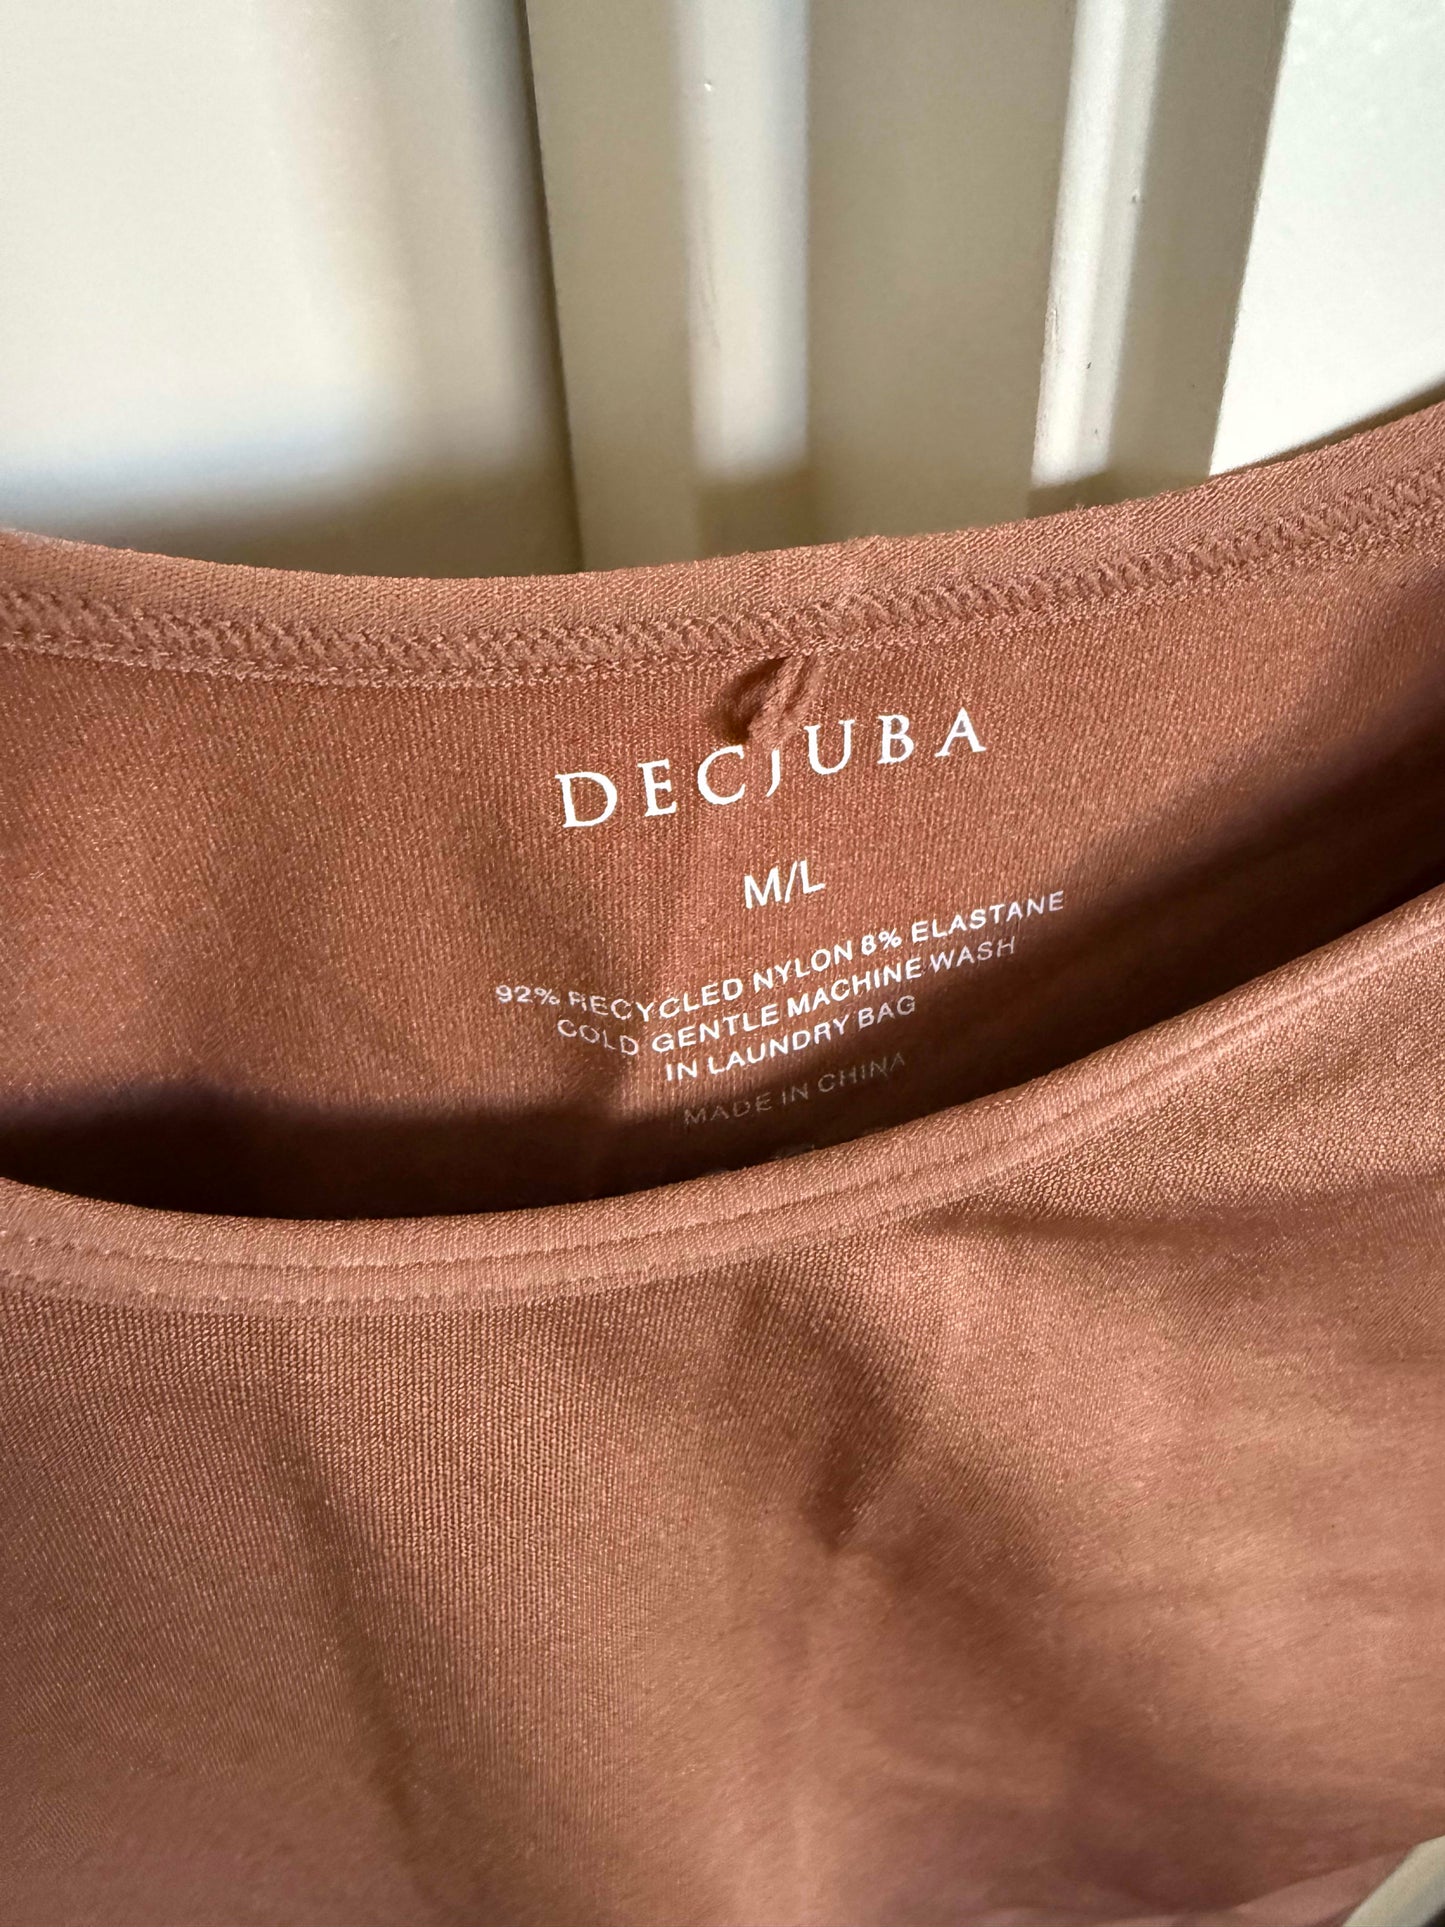 DECJUBA
M/L
92% RECYCLED NYLON 8% ELASTANE
COLD GENTLE MACHINE WASH
IN LAUNDRY BAG
MADE IN CHINA